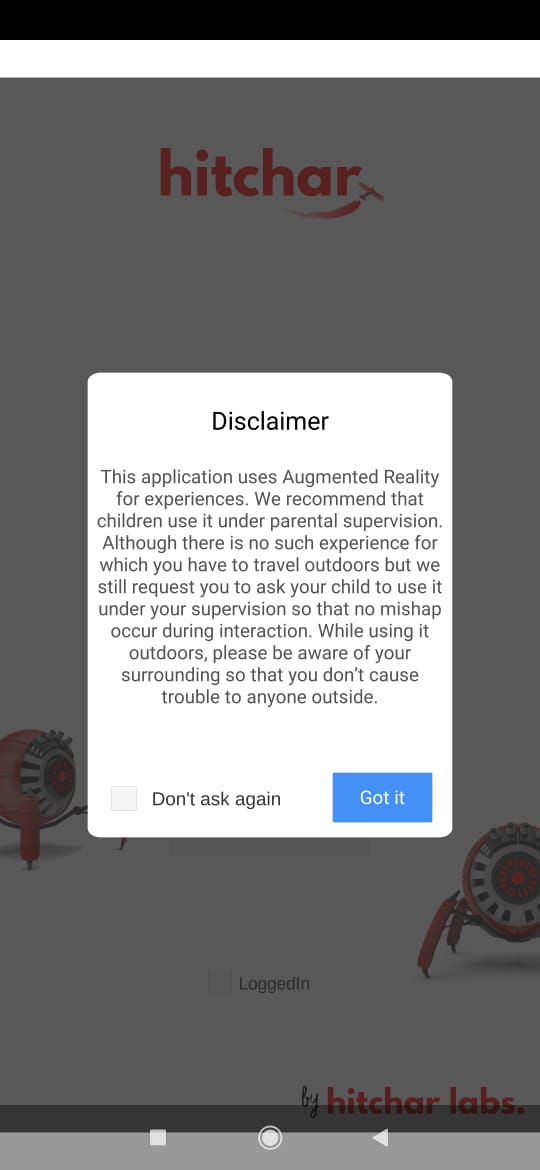 hitchar
Disclaimer
This application uses Augmented Reality
for experiences. We recommend that
children use it under parental supervision.
Although there is no such experience for
which you have to travel outdoors but we
still request you to ask your child to use it
under your supervision so that no mishap
occur during interaction. While using it
outdoors, please be aware of your
surrounding so that you don’t cause
trouble to anyone outside.
Don't ask again Got it
LoggedIn
by hitchar labs.